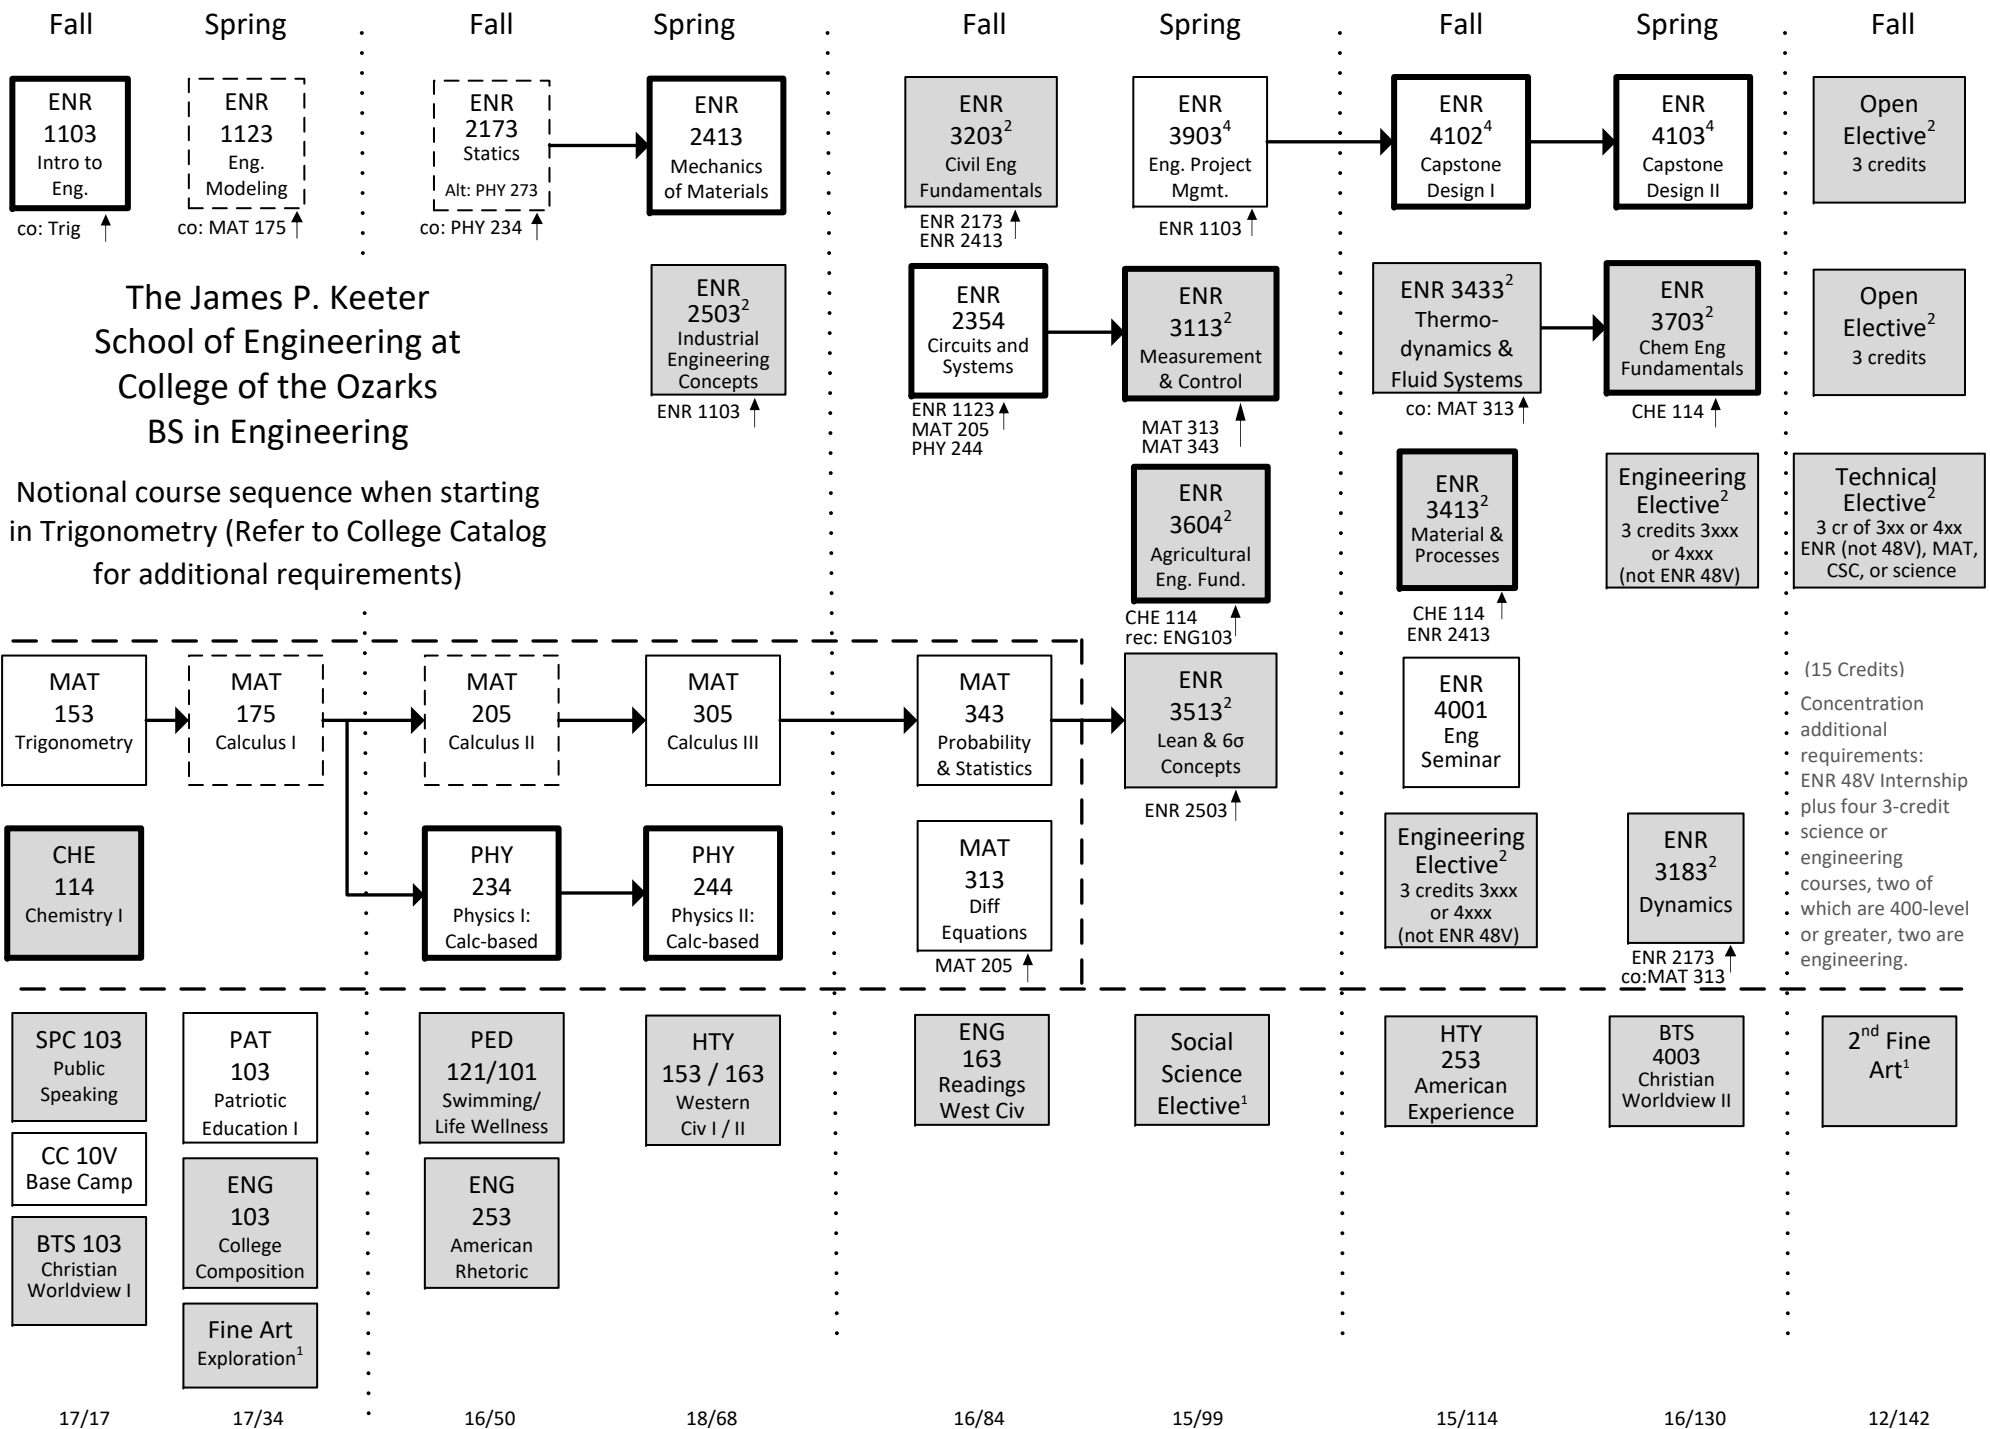 Fall
Spring
Fall
Spring
Fall
Spring
Fall
Spring
Fall
ENR
1103
Intro to
Eng.
co: Trig
ENR
1123
Eng.
Modeling
co: MAT 175
ENR
2173
Statics
Alt: PHY 273
co: PHY 234
ENR
2413
Mechanics
of Materials
ENR
3203²
Civil Eng
Fundamentals
ENR 2173
ENR 2413
ENR
3903⁴
Eng. Project
Mgmt.
ENR 1103
ENR
4102⁴
Capstone
Design I
ENR
4103⁴
Capstone
Design II
Open
Elective²
3 credits
The James P. Keeter
School of Engineering at
College of the Ozarks
BS in Engineering
Notional course sequence when starting
in Trigonometry (Refer to College Catalog
for additional requirements)
ENR
2503²
Industrial
Engineering
Concepts
ENR 1103
ENR
2354
Circuits and
Systems
ENR 1123
MAT 205
PHY 244
ENR
3113²
Measurement
& Control
MAT 313
MAT 343
ENR 3433²
Thermo-
dynamics &
Fluid Systems
co: MAT 313
ENR
3703²
Chem Eng
Fundamentals
CHE 114
Open
Elective²
3 credits
ENR
3604²
Agricultural
Eng. Fund.
CHE 114
rec: ENG103
ENR
3413²
Material &
Processes
CHE 114
ENR 2413
Engineering
Elective²
3 credits 3xxx
or 4xxx
(not ENR 48V)
Technical
Elective²
3 cr of 3xx or 4xx
ENR (not 48V), MAT,
CSC, or science
MAT
153
Trigonometry
MAT
175
Calculus I
MAT
205
Calculus II
MAT
305
Calculus III
MAT
343
Probability
& Statistics
ENR
3513²
Lean & 6σ
Concepts
ENR 2503
ENR
4001
Eng
Seminar
(15 Credits)
Concentration
additional
requirements:
ENR 48V Internship
plus four 3-credit
science or
engineering
courses, two of
which are 400-level
or greater, two are
engineering.
CHE
114
Chemistry I
PHY
234
Physics I:
Calc-based
PHY
244
Physics II:
Calc-based
MAT
313
Diff
Equations
MAT 205
Engineering
Elective²
3 credits 3xxx
or 4xxx
(not ENR 48V)
ENR
3183²
Dynamics
ENR 2173
co:MAT 313
SPC 103
Public
Speaking
PAT
103
Patriotic
Education I
PED
121/101
Swimming/
Life Wellness
HTY
153 / 163
Western
Civ I / II
ENG
163
Readings
West Civ
Social
Science
Elective¹
HTY
253
American
Experience
BTS
4003
Christian
Worldview II
2ⁿᵈ Fine
Art¹
CC 10V
Base Camp
ENG
103
College
Composition
ENG
253
American
Rhetoric
BTS 103
Christian
Worldview I
Fine Art
Exploration¹
17/17
17/34
16/50
18/68
16/84
15/99
15/114
16/130
12/142